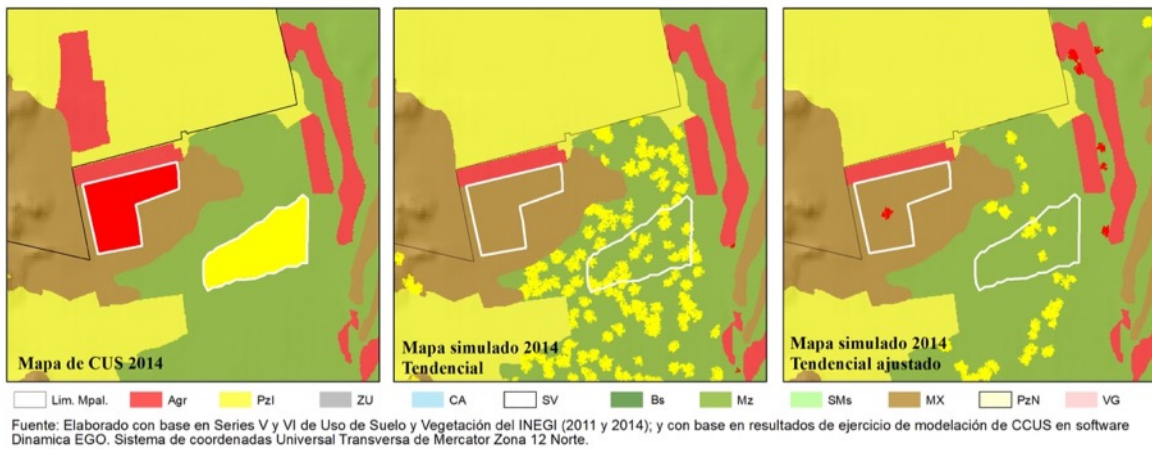 Mapa de CUS 2014
Mapa simulado 2014
Tendencial
Mapa simulado 2014
Tendencial ajustado
Lim. Mpal. Agr PzI ZU CA SV Bs Mz SMs MX PzN VG
Fuente: Elaborado con base en Series V y VI de Uso de Suelo y Vegetación del INEGI (2011 y 2014); y con base en resultados de ejercicio de modelación de CCUS en software
Dinamica EGO. Sistema de coordenadas Universal Transversa de Mercator Zona 12 Norte.